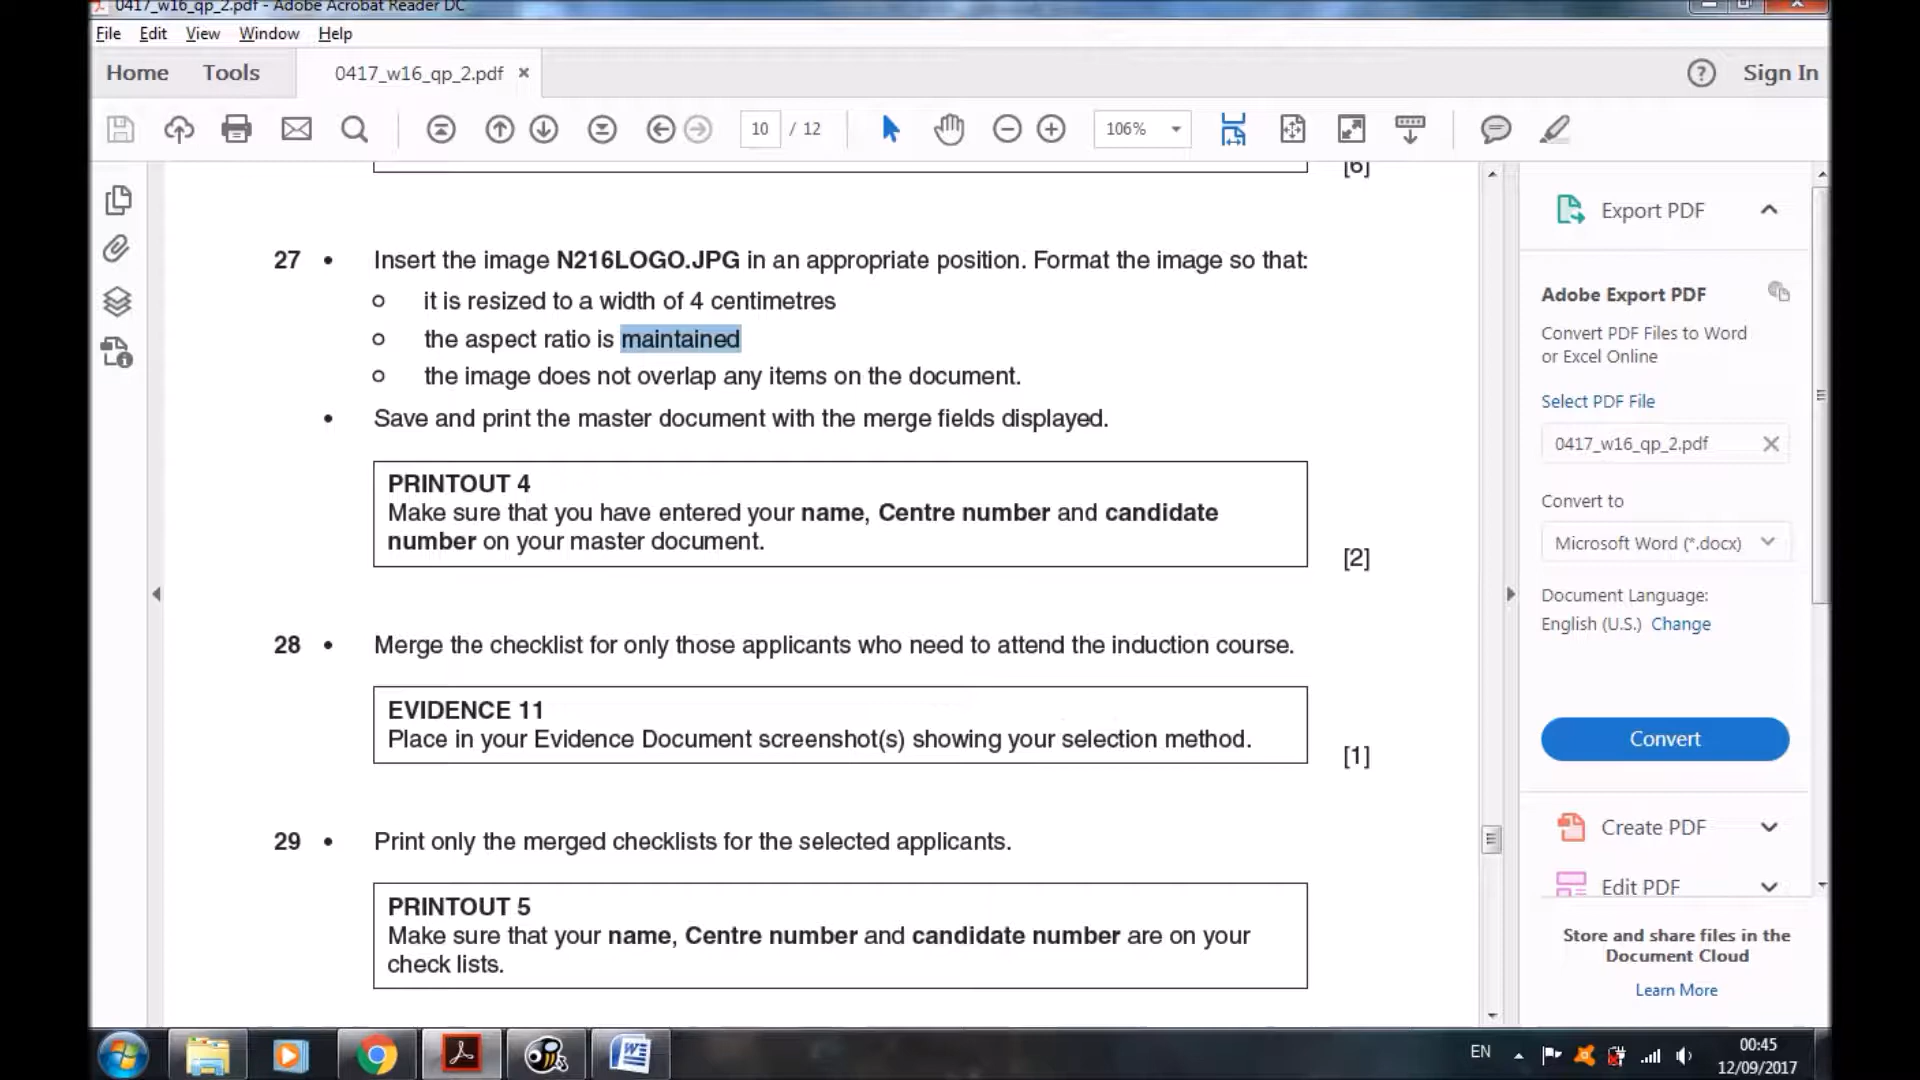 0417_w16_qp_2.pdf - Adobe Acrobat Reader DC
File Edit View Window Help
Home Tools 0417_w16_qp_2.pdf × ? Sign In
10 / 12 106%
[6]
27 • Insert the image N216LOGO.JPG in an appropriate position. Format the image so that:
o it is resized to a width of 4 centimetres
o the aspect ratio is maintained
o the image does not overlap any items on the document.
• Save and print the master document with the merge fields displayed.
PRINTOUT 4
Make sure that you have entered your name, Centre number and candidate
number on your master document.
[2]
28 • Merge the checklist for only those applicants who need to attend the induction course.
EVIDENCE 11
Place in your Evidence Document screenshot(s) showing your selection method.
[1]
29 • Print only the merged checklists for the selected applicants.
PRINTOUT 5
Make sure that your name, Centre number and candidate number are on your
check lists.
Export PDF
Adobe Export PDF
Convert PDF Files to Word
or Excel Online
Select PDF File
0417_w16_qp_2.pdf
Convert to
Microsoft Word (*.docx)
Document Language:
English (U.S.) Change
Convert
Create PDF
Edit PDF
Store and share files in the
Document Cloud
Learn More
EN
00:45
12/09/2017